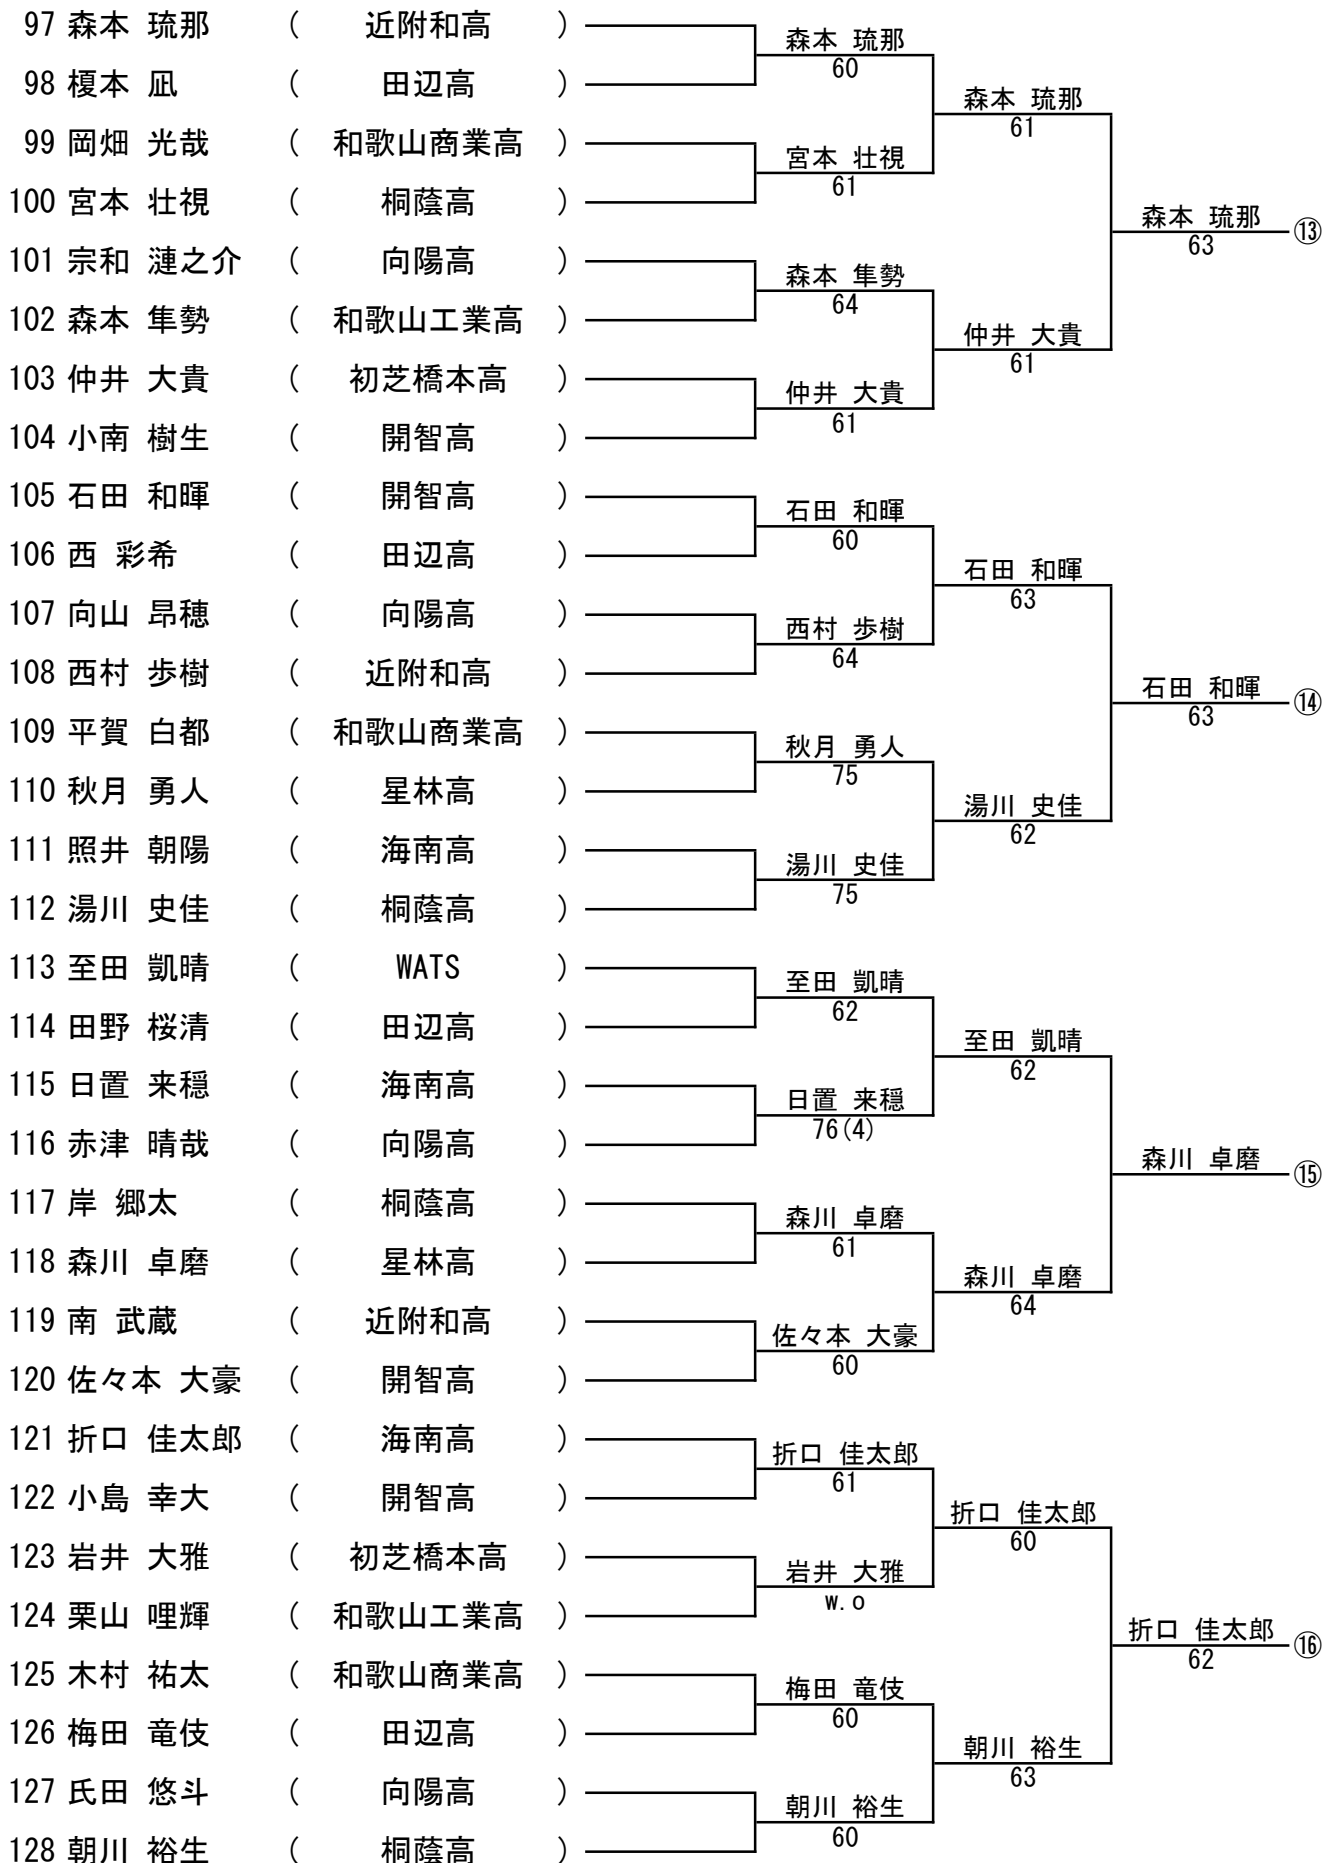 97 森本 琉那 ( 近附和高 )
森本 琉那
60
98 榎本 凪 ( 田辺高 )
森本 琉那
61
99 岡畑 光哉 ( 和歌山商業高 )
宮本 壮視
61
100 宮本 壮視 ( 桐蔭高 )
森本 琉那 ⑬
63
101 宗和 漣之介 ( 向陽高 )
森本 隼勢
64
102 森本 隼勢 ( 和歌山工業高 )
仲井 大貴
61
103 仲井 大貴 ( 初芝橋本高 )
仲井 大貴
61
104 小南 樹生 ( 開智高 )
105 石田 和暉 ( 開智高 )
石田 和暉
60
106 西 彩希 ( 田辺高 )
石田 和暉
63
107 向山 昂穂 ( 向陽高 )
西村 歩樹
64
108 西村 歩樹 ( 近附和高 )
石田 和暉 ⑭
63
109 平賀 白都 ( 和歌山商業高 )
秋月 勇人
75
110 秋月 勇人 ( 星林高 )
湯川 史佳
62
111 照井 朝陽 ( 海南高 )
湯川 史佳
75
112 湯川 史佳 ( 桐蔭高 )
113 至田 凱晴 ( WATS )
至田 凱晴
62
114 田野 桜清 ( 田辺高 )
至田 凱晴
62
115 日置 来穏 ( 海南高 )
日置 来穏
76(4)
116 赤津 晴哉 ( 向陽高 )
森川 卓磨 ⑮
117 岸 郷太 ( 桐蔭高 )
森川 卓磨
61
118 森川 卓磨 ( 星林高 )
森川 卓磨
64
119 南 武蔵 ( 近附和高 )
佐々本 大豪
60
120 佐々本 大豪 ( 開智高 )
121 折口 佳太郎 ( 海南高 )
折口 佳太郎
61
122 小島 幸大 ( 開智高 )
折口 佳太郎
60
123 岩井 大雅 ( 初芝橋本高 )
岩井 大雅
w.o
124 栗山 哩輝 ( 和歌山工業高 )
折口 佳太郎 ⑯
62
125 木村 祐太 ( 和歌山商業高 )
梅田 竜伎
60
126 梅田 竜伎 ( 田辺高 )
朝川 裕生
63
127 氏田 悠斗 ( 向陽高 )
朝川 裕生
60
128 朝川 裕生 ( 桐蔭高 )